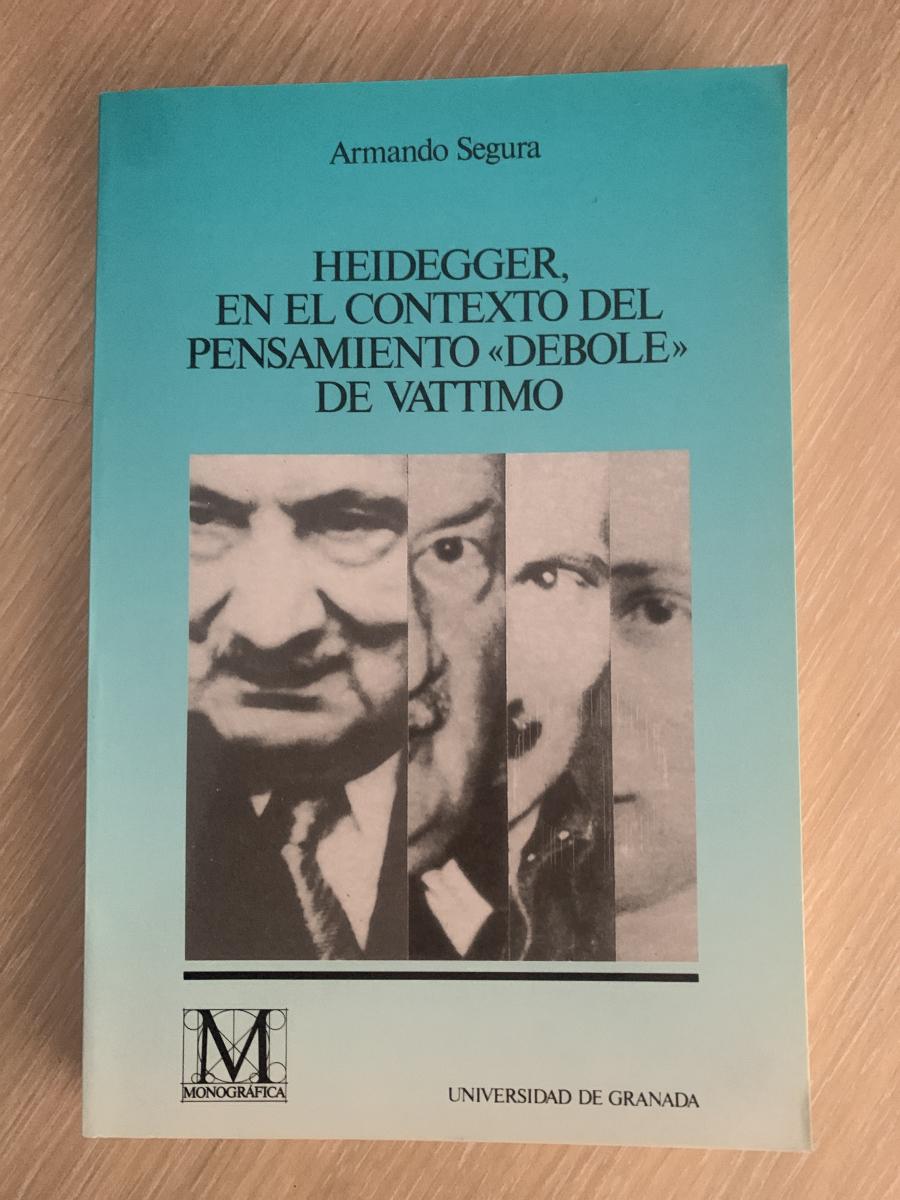 Armando Segura
HEIDEGGER,
EN EL CONTEXTO DEL
PENSAMIENTO «DEBOLE»
DE VATTIMO
M
MONOGRÁFICA
UNIVERSIDAD DE GRANADA